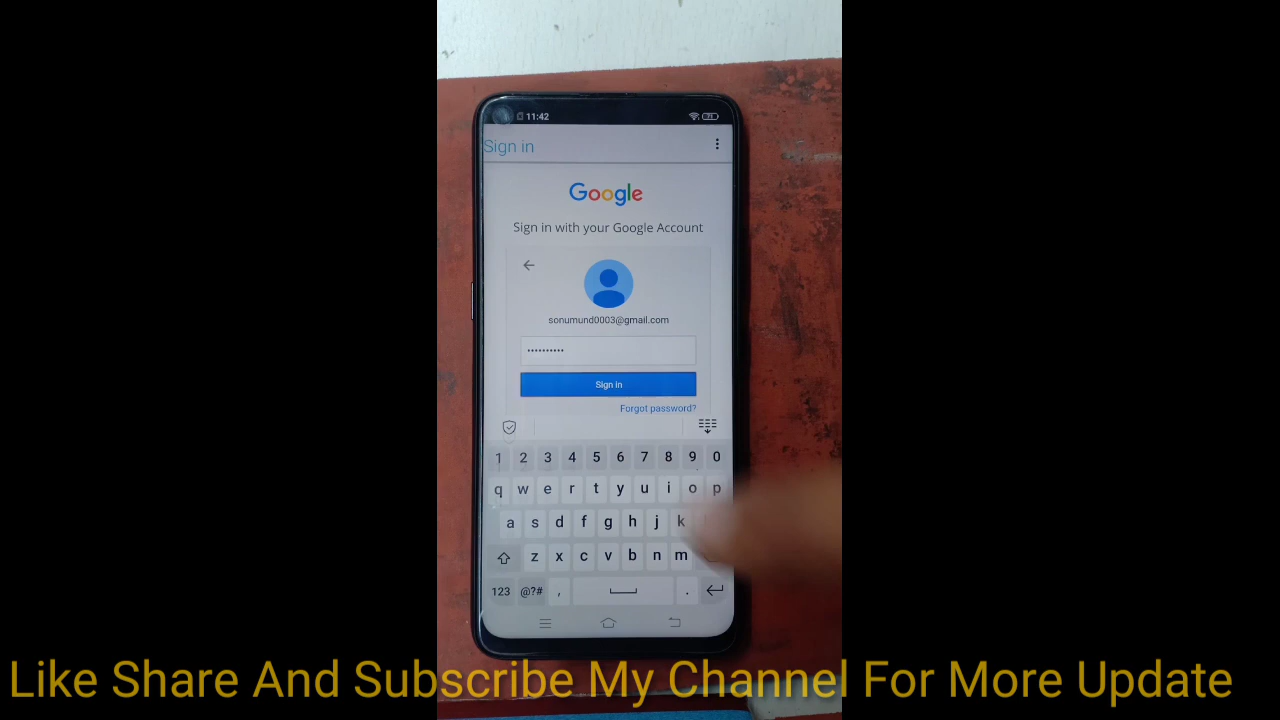 11:42
71
Sign in
Google
Sign in with your Google Account
sonumund0003@gmail.com
••••••••••
Sign in
Forgot password?
1 2 3 4 5 6 7 8 9 0
q w e r t y u i o p
a s d f g h j k
z x c v b n m
123 @?# , .
Like Share And Subscribe My Channel For More Update